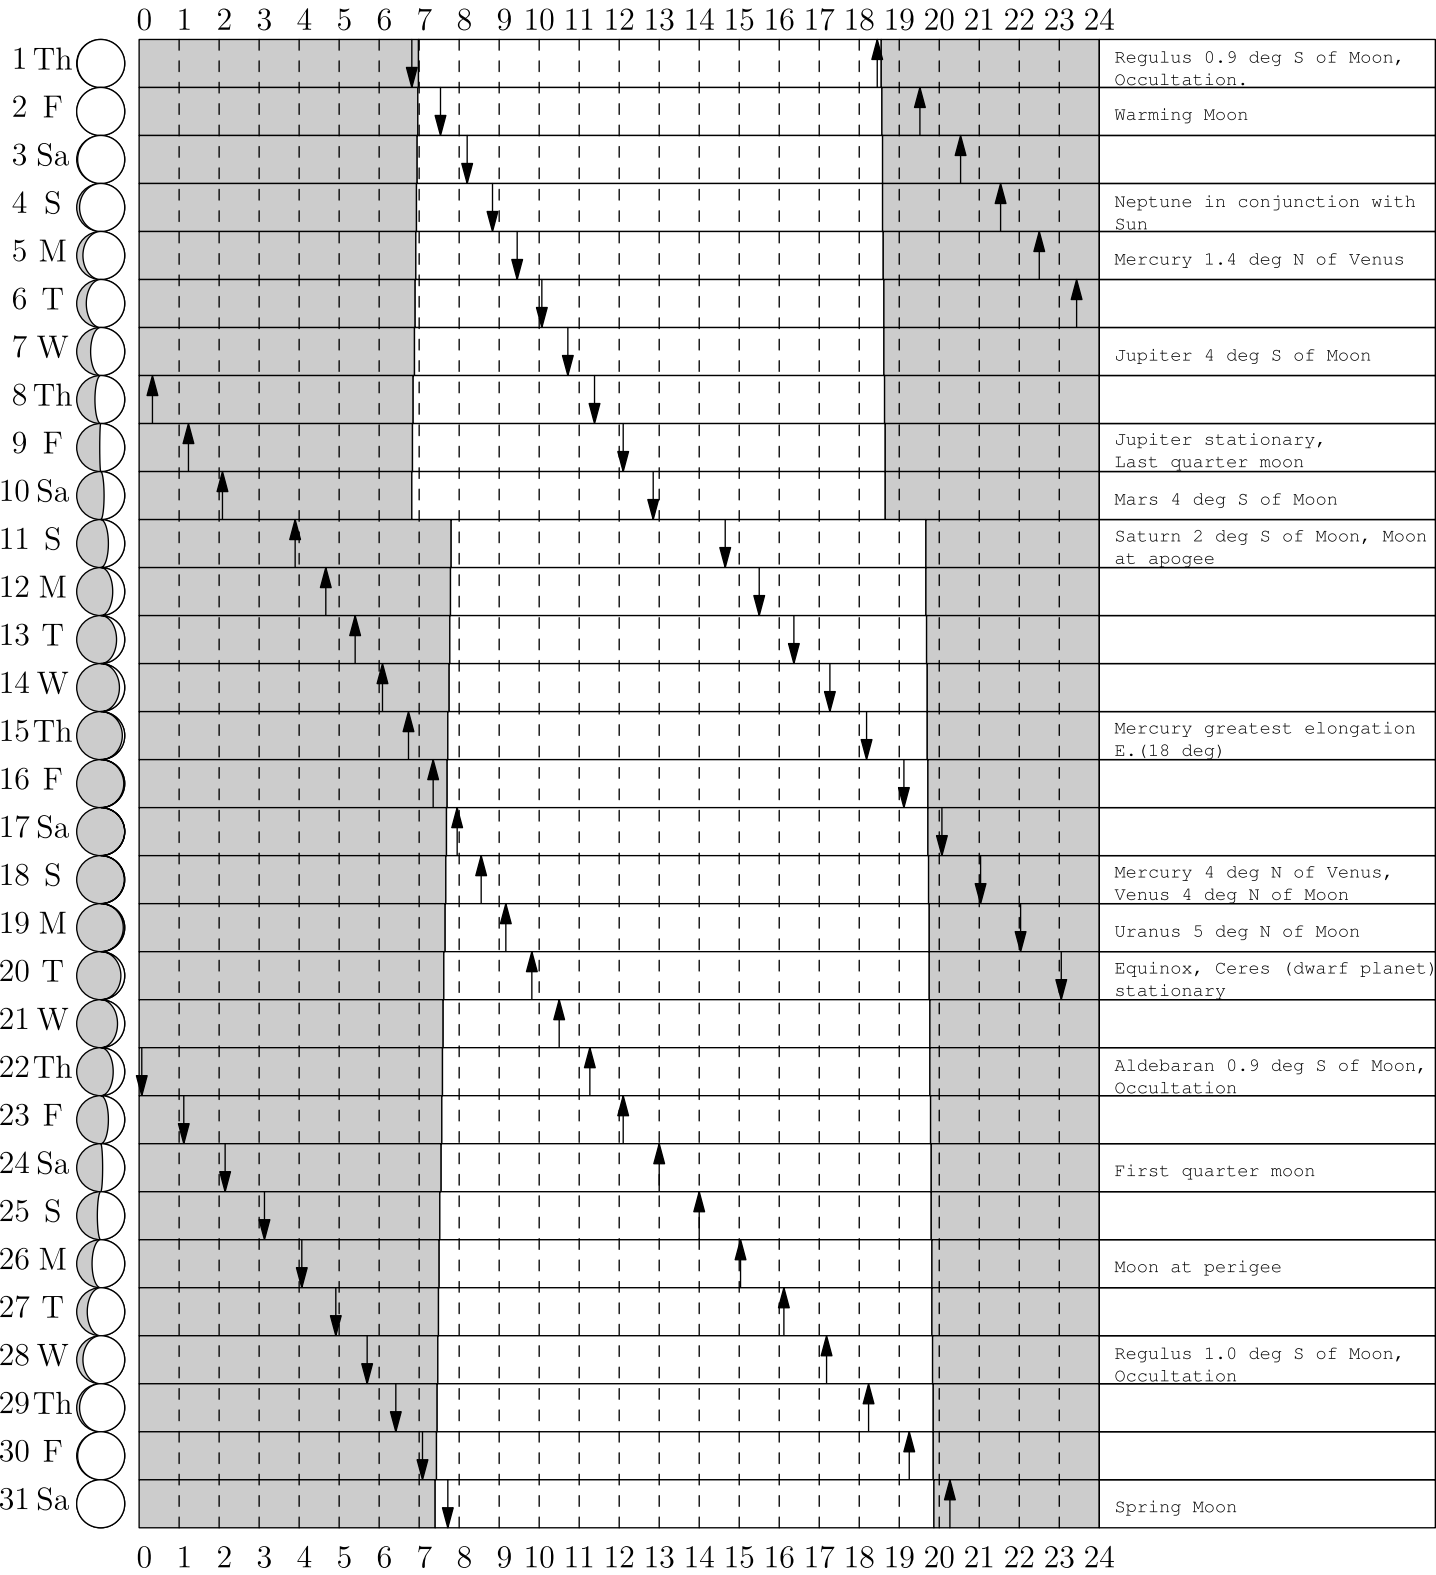 0 1 2 3 4 5 6 7 8 9 10 11 12 13 14 15 16 17 18 19 20 21 22 23 24
1 Th Regulus 0.9 deg S of Moon,
Occultation.
2 F Warming Moon
3 Sa
4 S Neptune in conjunction with
Sun
5 M Mercury 1.4 deg N of Venus
6 T
7 W Jupiter 4 deg S of Moon
8 Th
9 F Jupiter stationary,
Last quarter moon
10 Sa Mars 4 deg S of Moon
11 S Saturn 2 deg S of Moon, Moon
at apogee
12 M
13 T
14 W
15 Th Mercury greatest elongation
E.(18 deg)
16 F
17 Sa
18 S Mercury 4 deg N of Venus,
Venus 4 deg N of Moon
19 M Uranus 5 deg N of Moon
20 T Equinox, Ceres (dwarf planet)
stationary
21 W
22 Th Aldebaran 0.9 deg S of Moon,
Occultation
23 F
24 Sa First quarter moon
25 S
26 M Moon at perigee
27 T
28 W Regulus 1.0 deg S of Moon,
Occultation
29 Th
30 F
31 Sa Spring Moon
0 1 2 3 4 5 6 7 8 9 10 11 12 13 14 15 16 17 18 19 20 21 22 23 24